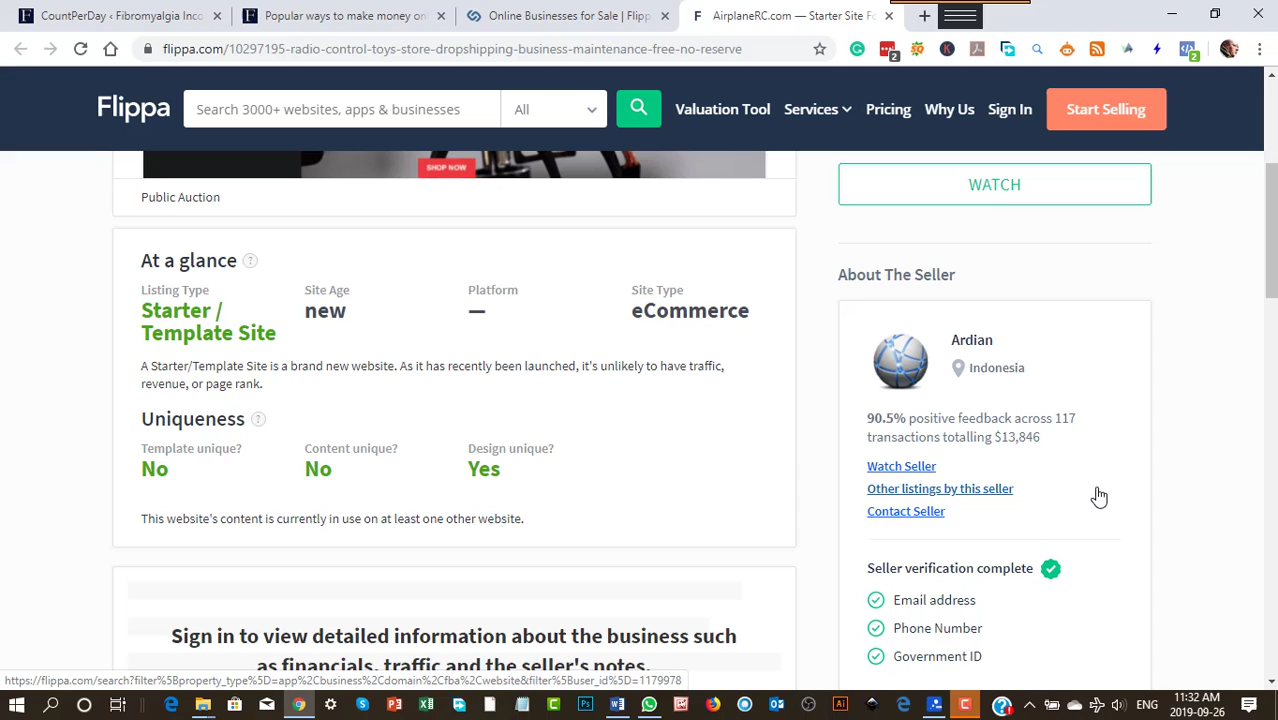 CountPerDay ‹ Fibromyalgia Inco
4 popular ways to make money on
Online Businesses for Sale | Flipp
AirplaneRC.com — Starter Site Fo
flippa.com/10297195-radio-control-toys-store-dropshipping-business-maintenance-free-no-reserve
2
2
Flippa
Search 3000+ websites, apps & businesses
All
Valuation Tool
Services
Pricing
Why Us
Sign In
Start Selling
SHOP NOW
Public Auction
WATCH
At a glance ?
Listing Type
Site Age
Platform
Site Type
Starter /
Template Site
new
—
eCommerce
A Starter/Template Site is a brand new website. As it has recently been launched, it's unlikely to have traffic,
revenue, or page rank.
Uniqueness ?
Template unique?
Content unique?
Design unique?
No
No
Yes
This website's content is currently in use on at least one other website.
Sign in to view detailed information about the business such
as financials, traffic and the seller's notes.
About The Seller
Ardian
Indonesia
90.5% positive feedback across 117
transactions totalling $13,846
Watch Seller
Other listings by this seller
Contact Seller
Seller verification complete
Email address
Phone Number
Government ID
https://flippa.com/search?filter%5Bproperty_type%5D=app%2Cbusiness%2Cdomain%2Cfba%2Cwebsite&filter%5Buser_id%5D=1179978
ENG
11:32 AM
2019-09-26